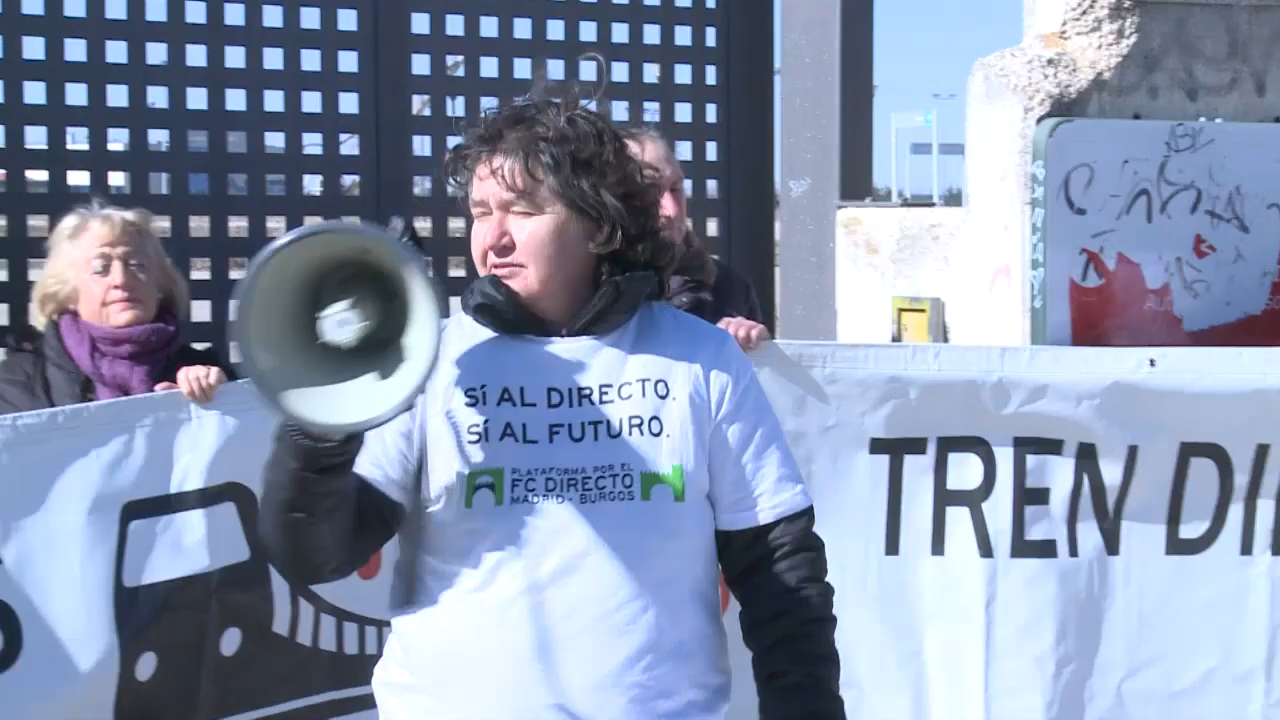 SÍ AL DIRECTO.
SÍ AL FUTURO.
PLATAFORMA POR EL
FC DIRECTO
MADRID - BURGOS
TREN DI